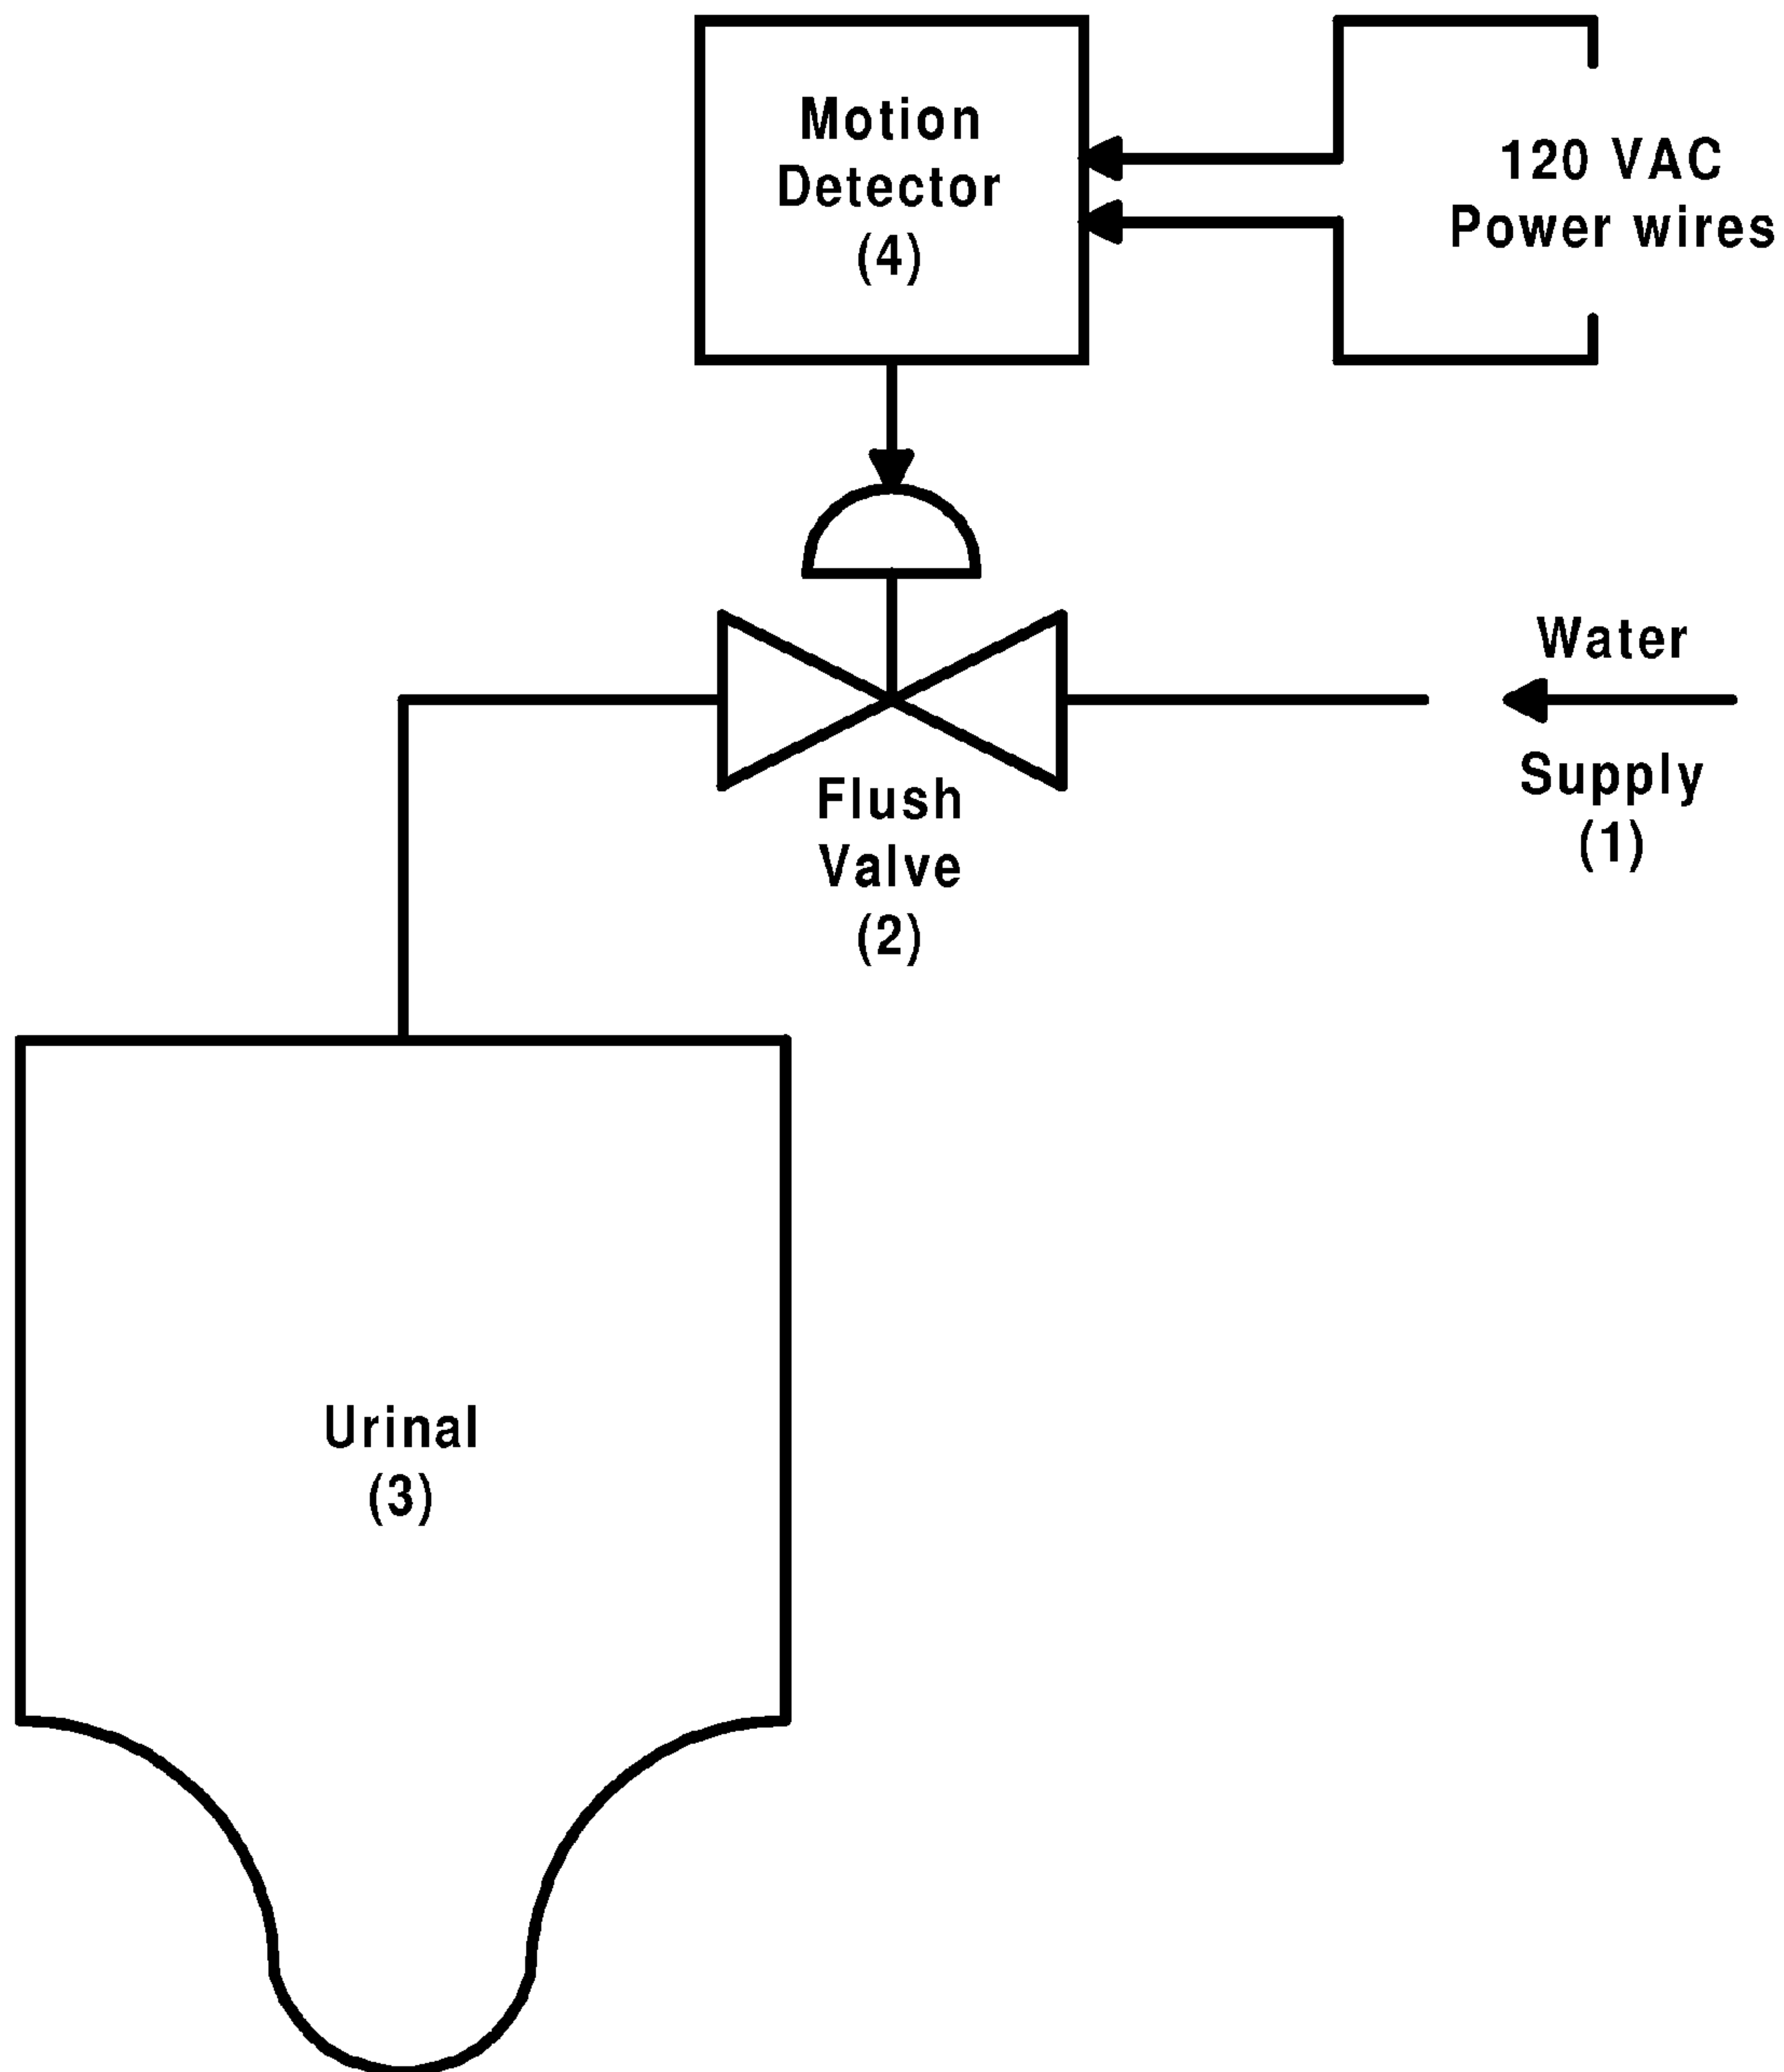 Motion
Detector
(4)
120 VAC
Power wires
Water
Supply
(1)
Flush
Valve
(2)
Urinal
(3)